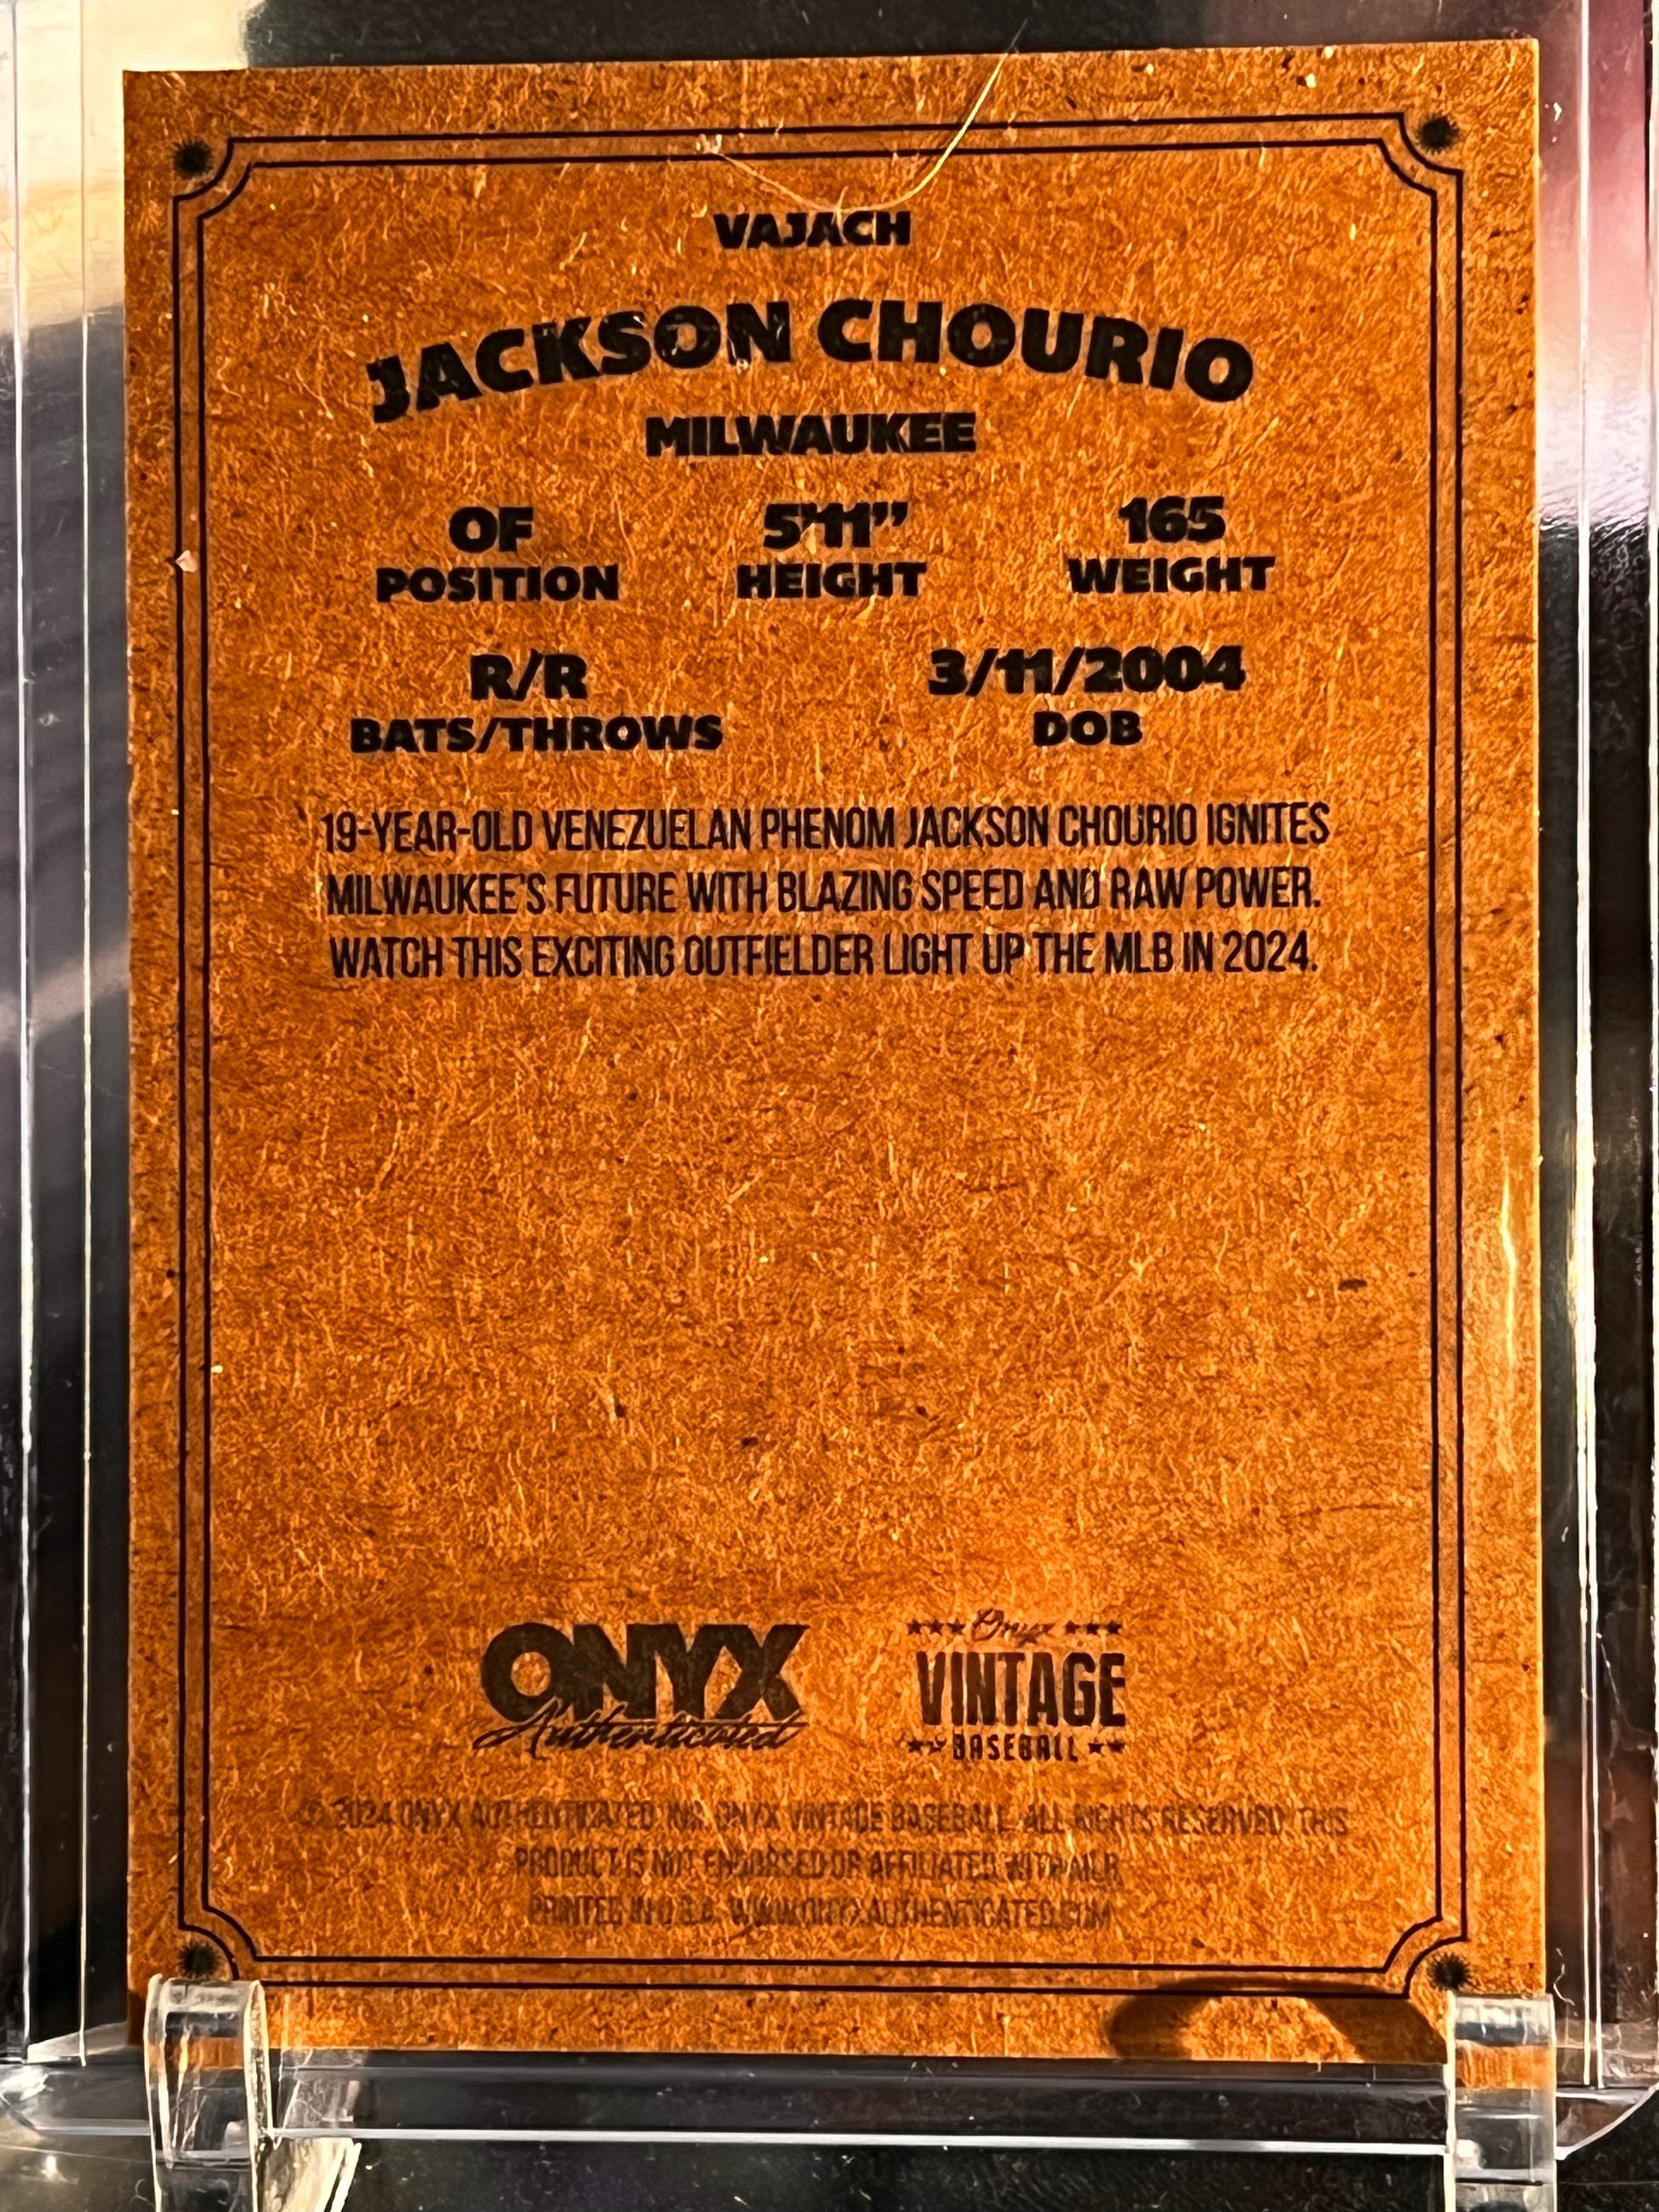 VAJACH
JACKSON CHOURIO
MILWAUKEE
OF 5'11” 165
POSITION HEIGHT WEIGHT
R/R 3/11/2004
BATS/THROWS DOB
19-YEAR-OLD VENEZUELAN PHENOM JACKSON CHOURIO IGNITES
MILWAUKEE'S FUTURE WITH BLAZING SPEED AND RAW POWER.
WATCH THIS EXCITING OUTFIELDER LIGHT UP THE MLB IN 2024.
ONYX
Authenticated
Onyx
VINTAGE
BASEBALL
© 2024 ONYX AUTHENTICATED, INC. ONYX VINTAGE BASEBALL. ALL RIGHTS RESERVED. THIS
PRODUCT IS NOT ENDORSED OR AFFILIATED WITH MLB.
PRINTED IN U.S.A. WWW.ONYXAUTHENTICATED.COM